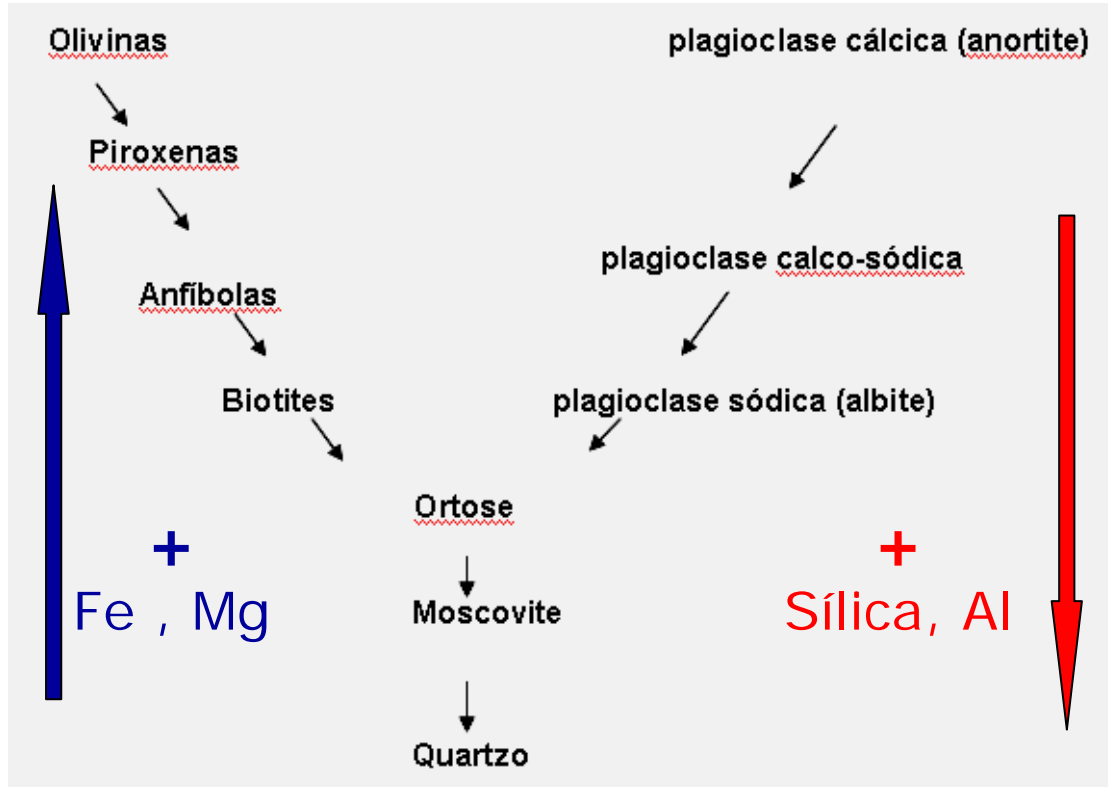 Olivinas
plagioclase cálcica (anortite)
Piroxenas
plagioclase calco-sódica
Anfíbolas
Biotites
plagioclase sódica (albite)
Ortose
+
Fe , Mg
+
Sílica, Al
Moscovite
Quartzo